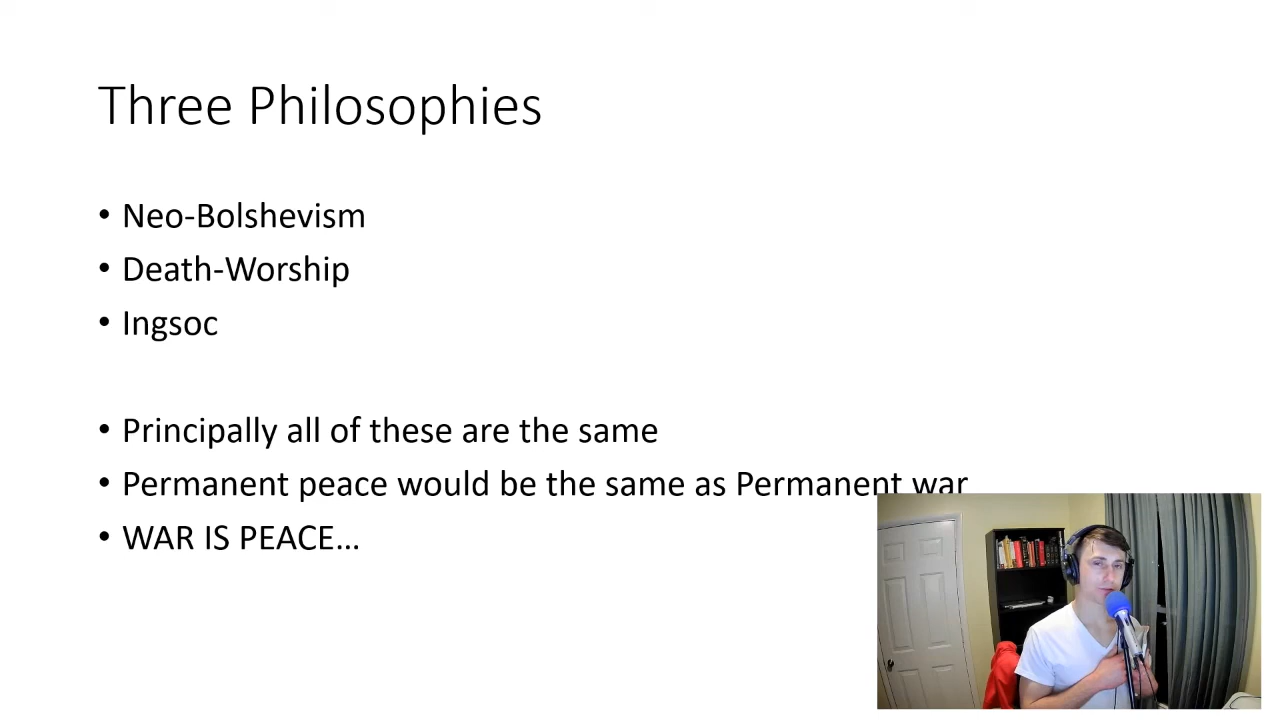 Three Philosophies
• Neo-Bolshevism
• Death-Worship
• Ingsoc
• Principally all of these are the same
• Permanent peace would be the same as Permanent war
• WAR IS PEACE…